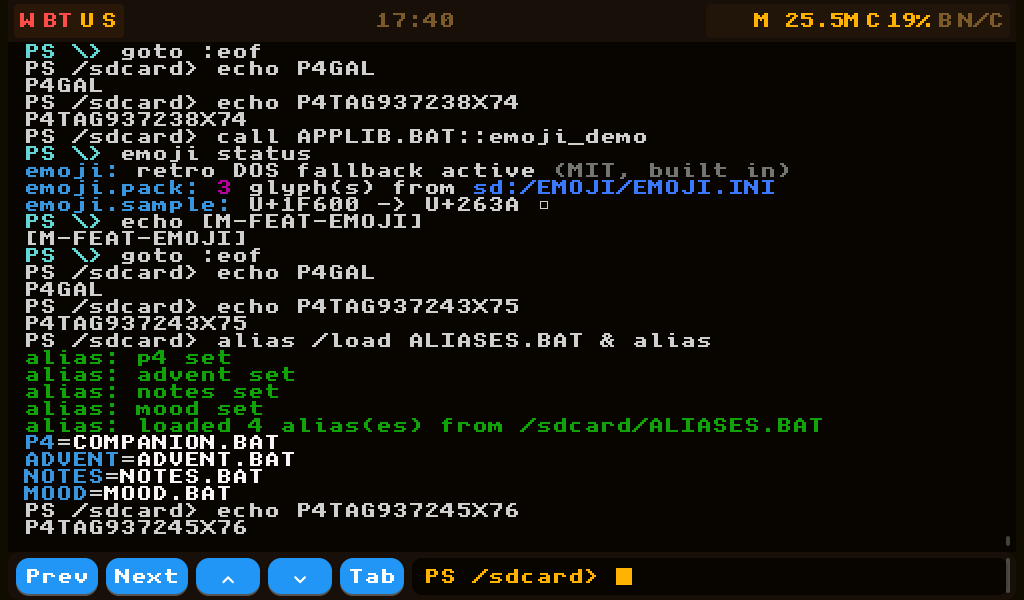 W BT U S 17:40 M 25.5M C 19% B N/C
PS \> goto :eof
PS /sdcard> echo P4GAL
P4GAL
PS /sdcard> echo P4TAG937238X74
P4TAG937238X74
PS /sdcard> call APPLIB.BAT::emoji_demo
PS \> emoji status
emoji: retro DOS fallback active (MIT, built in)
emoji.pack: 3 glyph(s) from sd:/EMOJI/EMOJI.INI
emoji.sample: U+1F600 -> U+263A ▯
PS \> echo [M-FEAT-EMOJI]
[M-FEAT-EMOJI]
PS \> goto :eof
PS /sdcard> echo P4GAL
P4GAL
PS /sdcard> echo P4TAG937243X75
P4TAG937243X75
PS /sdcard> alias /load ALIASES.BAT & alias
alias: p4 set
alias: advent set
alias: notes set
alias: mood set
alias: loaded 4 alias(es) from /sdcard/ALIASES.BAT
P4=COMPANION.BAT
ADVENT=ADVENT.BAT
NOTES=NOTES.BAT
MOOD=MOOD.BAT
PS /sdcard> echo P4TAG937245X76
P4TAG937245X76
Prev Next ^ ⌄ Tab PS /sdcard>